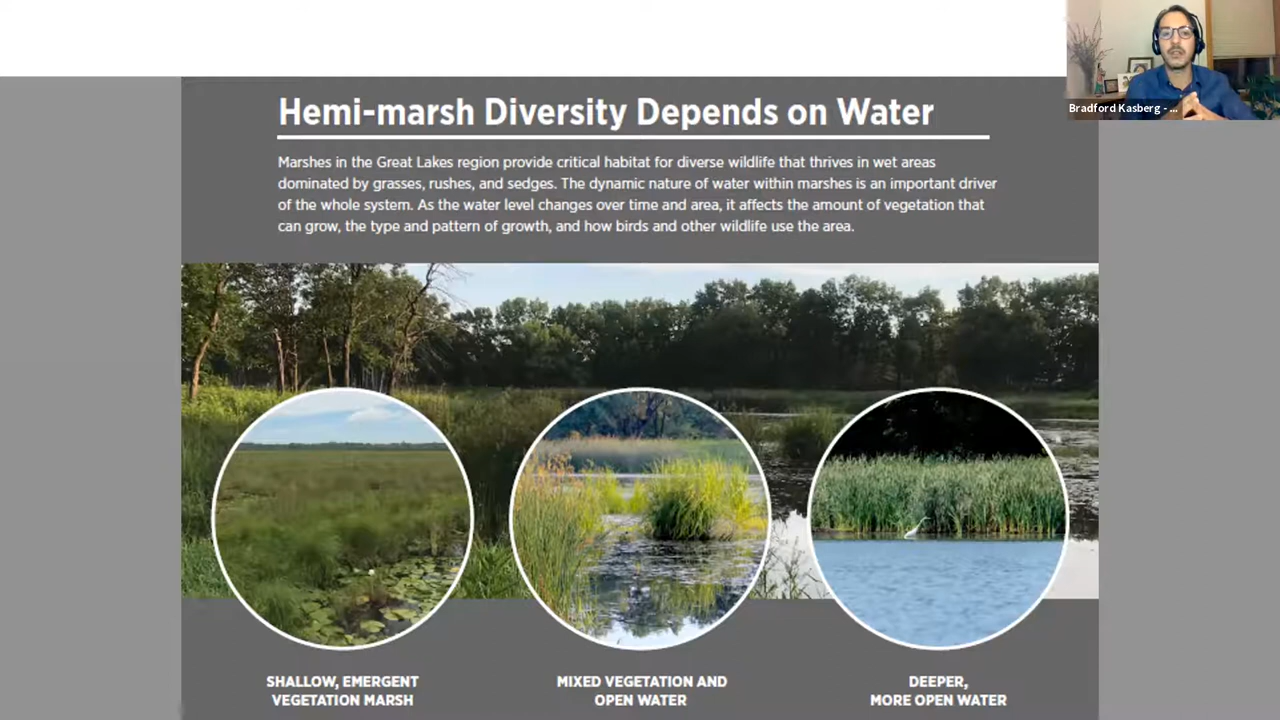 Bradford Kasberg - ...
Hemi-marsh Diversity Depends on Water
Marshes in the Great Lakes region provide critical habitat for diverse wildlife that thrives in wet areas
dominated by grasses, rushes, and sedges. The dynamic nature of water within marshes is an important driver
of the whole system. As the water level changes over time and area, it affects the amount of vegetation that
can grow, the type and pattern of growth, and how birds and other wildlife use the area.
SHALLOW, EMERGENT
VEGETATION MARSH
MIXED VEGETATION AND
OPEN WATER
DEEPER,
MORE OPEN WATER